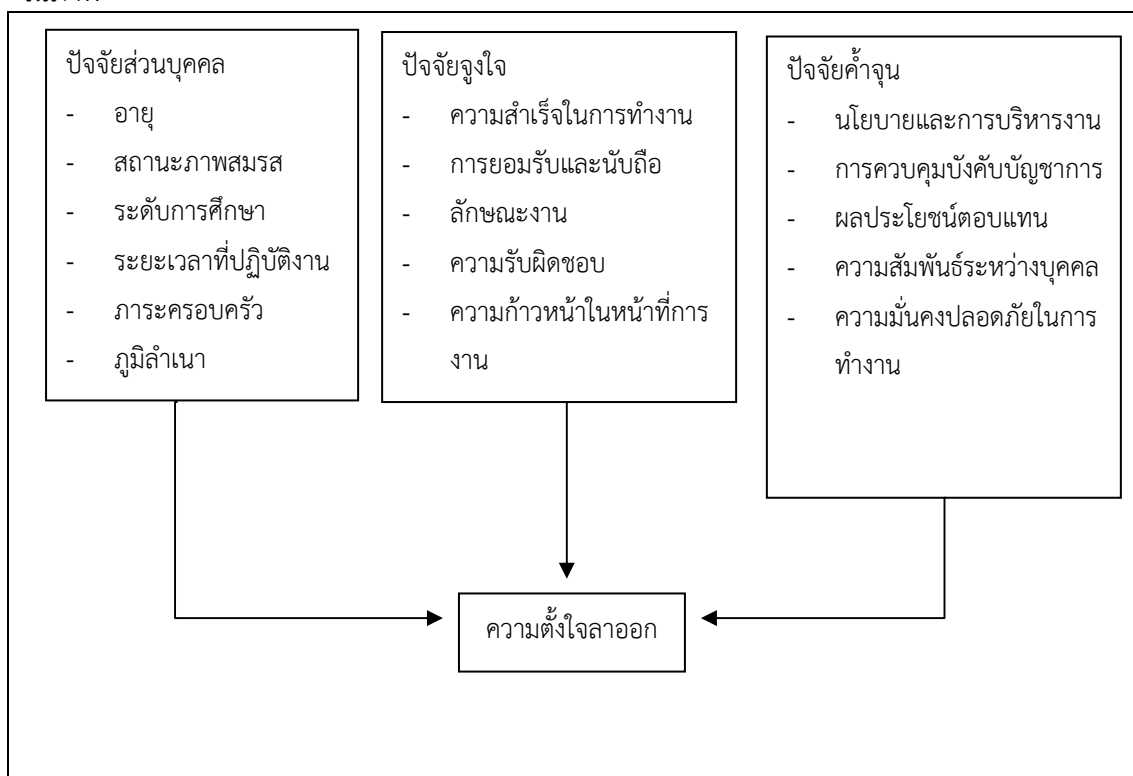 ปัจจัยส่วนบุคคล
- อายุ
- สถานะภาพสมรส
- ระดับการศึกษา
- ระยะเวลาที่ปฏิบัติงาน
- ภาระครอบครัว
- ภูมิลำเนา
ปัจจัยจูงใจ
- ความสำเร็จในการทำงาน
- การยอมรับและนับถือ
- ลักษณะงาน
- ความรับผิดชอบ
- ความก้าวหน้าในหน้าที่การ
งาน
ปัจจัยค้ำจุน
- นโยบายและการบริหารงาน
- การควบคุมบังคับบัญชาการ
- ผลประโยชน์ตอบแทน
- ความสัมพันธ์ระหว่างบุคคล
- ความมั่นคงปลอดภัยในการ
ทำงาน
ความตั้งใจลาออก